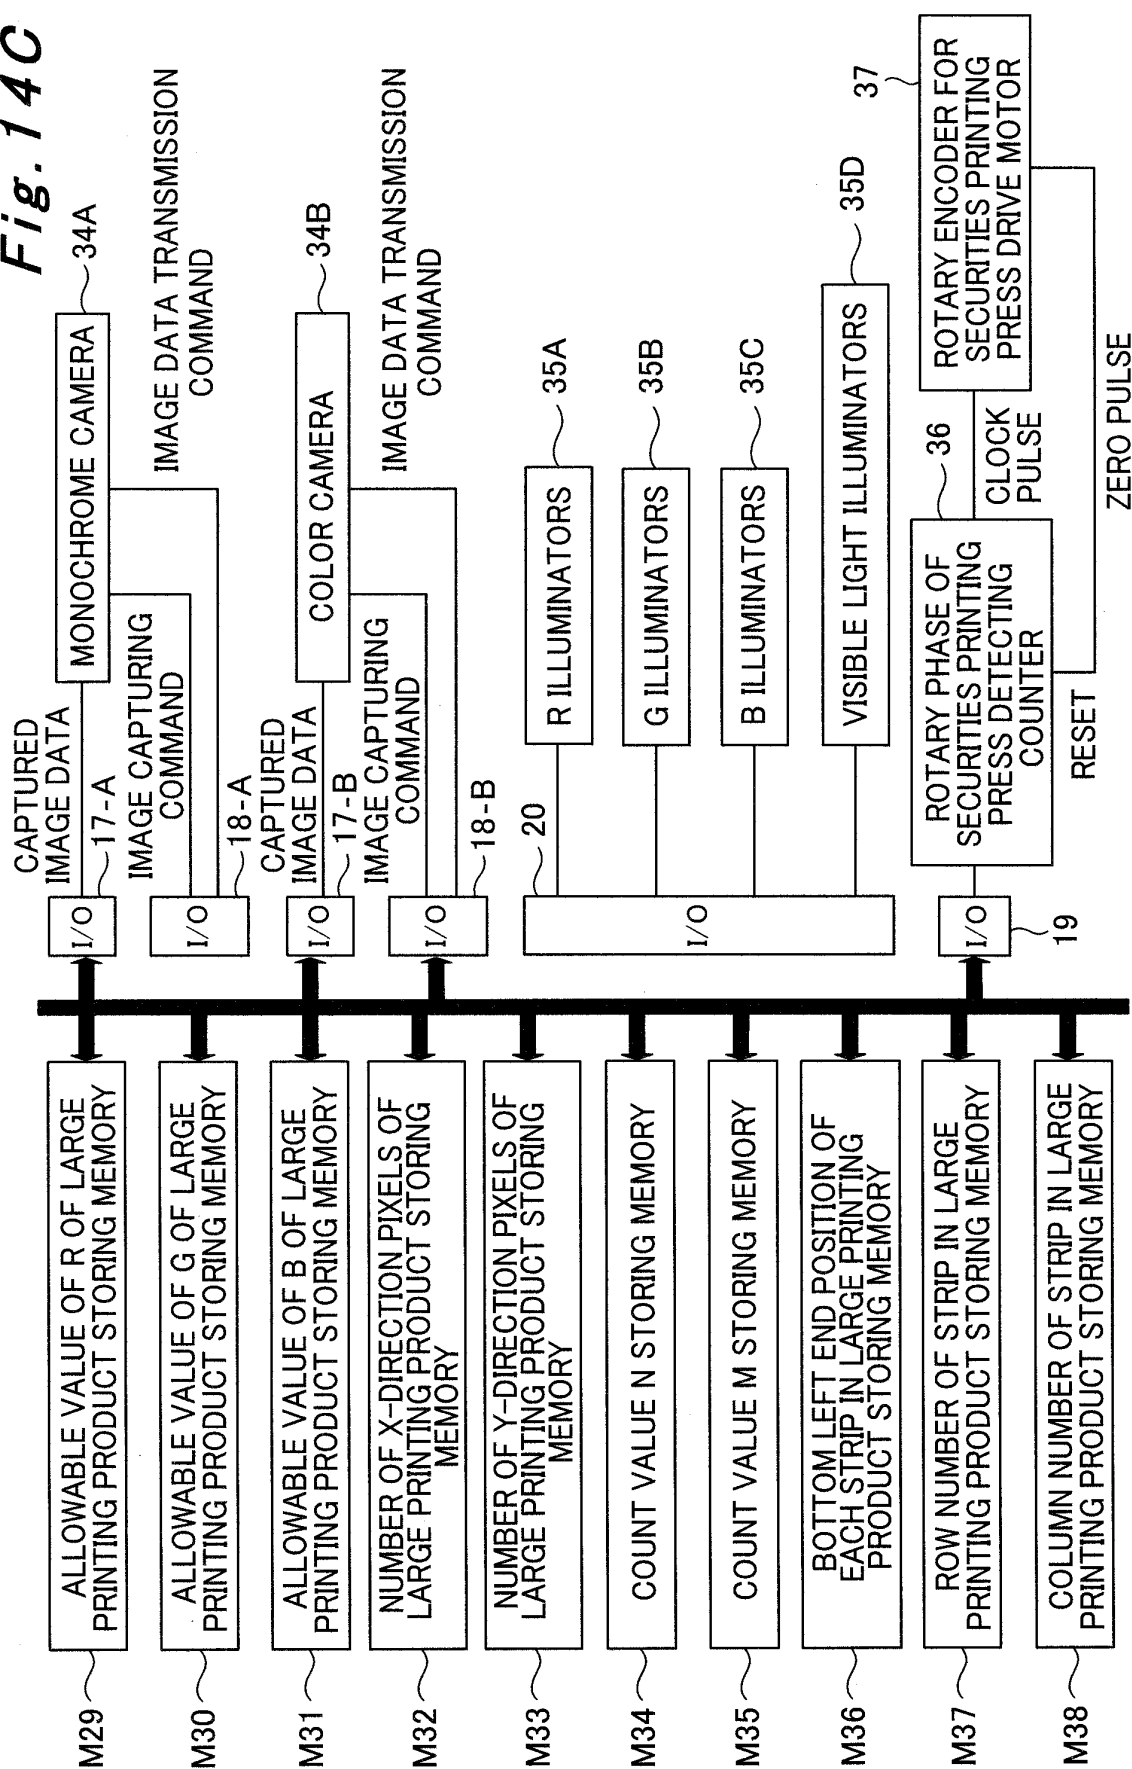 Fig. 14C
M29
ALLOWABLE VALUE OF R OF LARGE
PRINTING PRODUCT STORING MEMORY
M30
ALLOWABLE VALUE OF G OF LARGE
PRINTING PRODUCT STORING MEMORY
M31
ALLOWABLE VALUE OF B OF LARGE
PRINTING PRODUCT STORING MEMORY
M32
NUMBER OF X-DIRECTION PIXELS OF
LARGE PRINTING PRODUCT STORING
MEMORY
M33
NUMBER OF Y-DIRECTION PIXELS OF
LARGE PRINTING PRODUCT STORING
MEMORY
M34
COUNT VALUE N STORING MEMORY
M35
COUNT VALUE M STORING MEMORY
M36
BOTTOM LEFT END POSITION OF
EACH STRIP IN LARGE PRINTING
PRODUCT STORING MEMORY
M37
ROW NUMBER OF STRIP IN LARGE
PRINTING PRODUCT STORING MEMORY
M38
COLUMN NUMBER OF STRIP IN LARGE
PRINTING PRODUCT STORING MEMORY
I/O
17-A
CAPTURED
IMAGE DATA
MONOCHROME CAMERA
34A
I/O
18-A
IMAGE CAPTURING
COMMAND
IMAGE DATA TRANSMISSION
COMMAND
I/O
17-B
CAPTURED
IMAGE DATA
COLOR CAMERA
34B
I/O
18-B
IMAGE CAPTURING
COMMAND
IMAGE DATA TRANSMISSION
COMMAND
I/O
20
R ILLUMINATORS
35A
G ILLUMINATORS
35B
B ILLUMINATORS
35C
VISIBLE LIGHT ILLUMINATORS
35D
I/O
19
ROTARY PHASE OF
SECURITIES PRINTING
PRESS DETECTING
COUNTER
36
CLOCK
PULSE
ROTARY ENCODER FOR
SECURITIES PRINTING
PRESS DRIVE MOTOR
37
RESET
ZERO PULSE